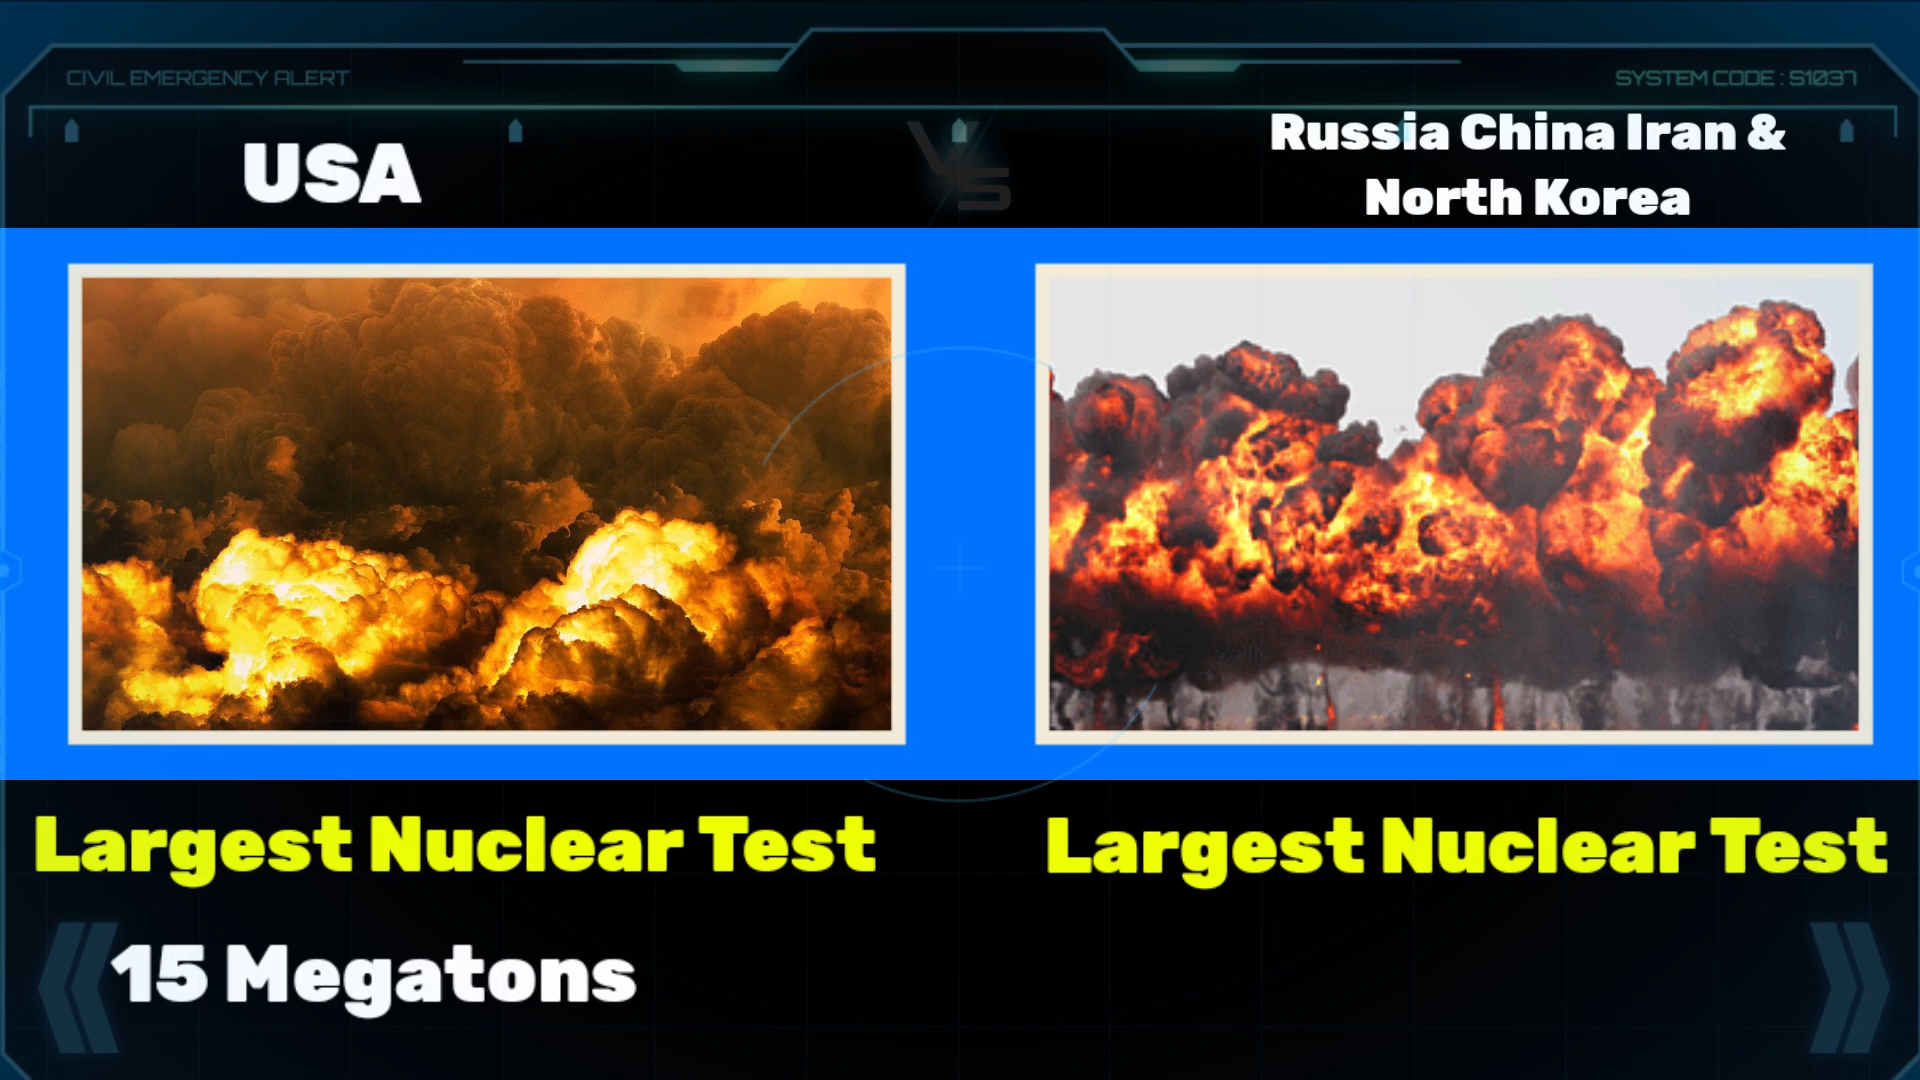 CIVIL EMERGENCY ALERT
SYSTEM CODE : S1037
USA
VS
Russia China Iran &
North Korea
Largest Nuclear Test
Largest Nuclear Test
15 Megatons